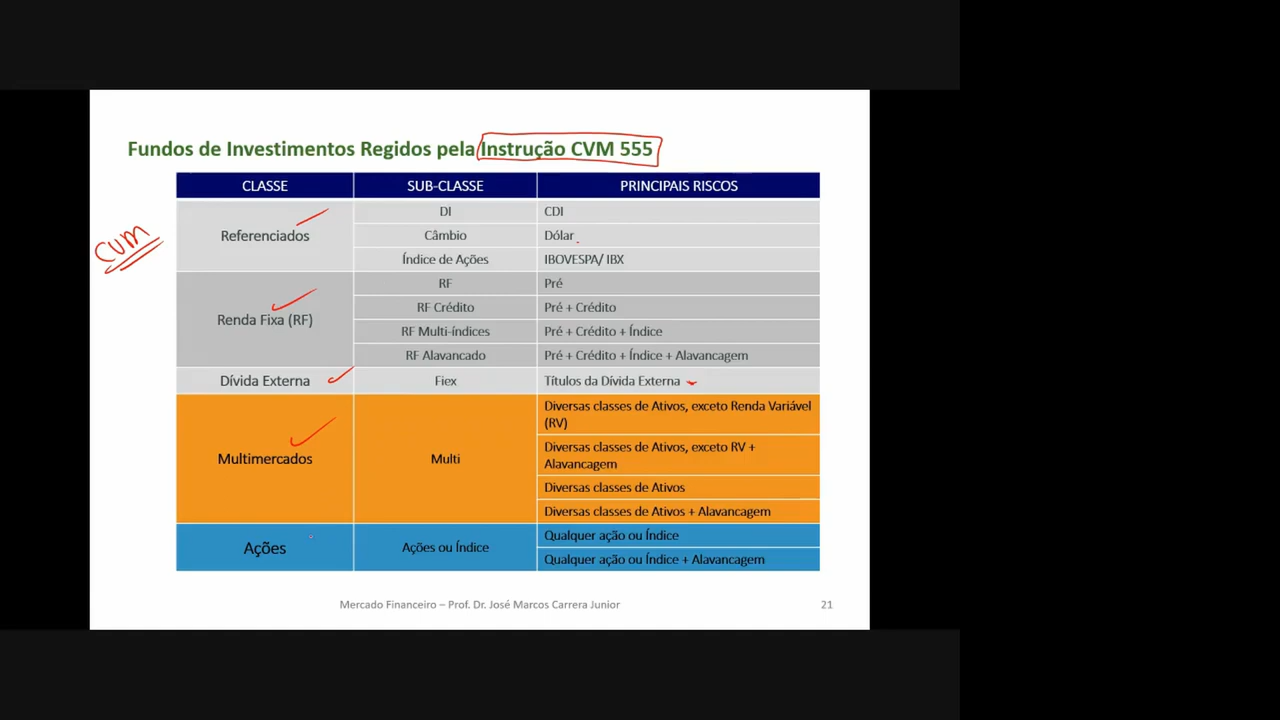 Fundos de Investimentos Regidos pela Instrução CVM 555
CLASSE SUB-CLASSE PRINCIPAIS RISCOS
CVM
Referenciados
DI CDI
Câmbio Dólar
Índice de Ações IBOVESPA/ IBX
Renda Fixa (RF)
RF Pré
RF Crédito Pré + Crédito
RF Multi-índices Pré + Crédito + Índice
RF Alavancado Pré + Crédito + Índice + Alavancagem
Dívida Externa Fiex Títulos da Dívida Externa
Multimercados Multi
Diversas classes de Ativos, exceto Renda Variável
(RV)
Diversas classes de Ativos, exceto RV +
Alavancagem
Diversas classes de Ativos
Diversas classes de Ativos + Alavancagem
Ações Ações ou Índice
Qualquer ação ou Índice
Qualquer ação ou Índice + Alavancagem
Mercado Financeiro – Prof. Dr. José Marcos Carrera Junior 21